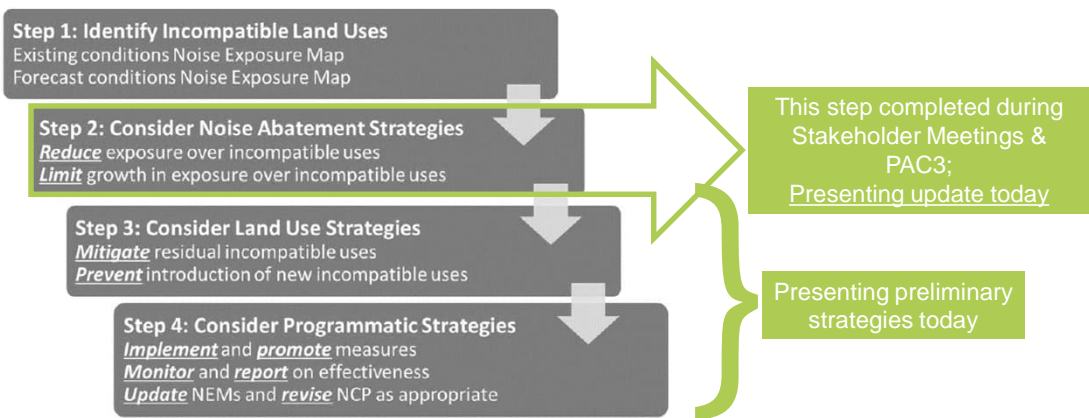 Step 1: Identify Incompatible Land Uses
Existing conditions Noise Exposure Map
Forecast conditions Noise Exposure Map
Step 2: Consider Noise Abatement Strategies
Reduce exposure over incompatible uses
Limit growth in exposure over incompatible uses
This step completed during
Stakeholder Meetings &
PAC3;
Presenting update today
Step 3: Consider Land Use Strategies
Mitigate residual incompatible uses
Prevent introduction of new incompatible uses
Step 4: Consider Programmatic Strategies
Implement and promote measures
Monitor and report on effectiveness
Update NEMs and revise NCP as appropriate
Presenting preliminary
strategies today